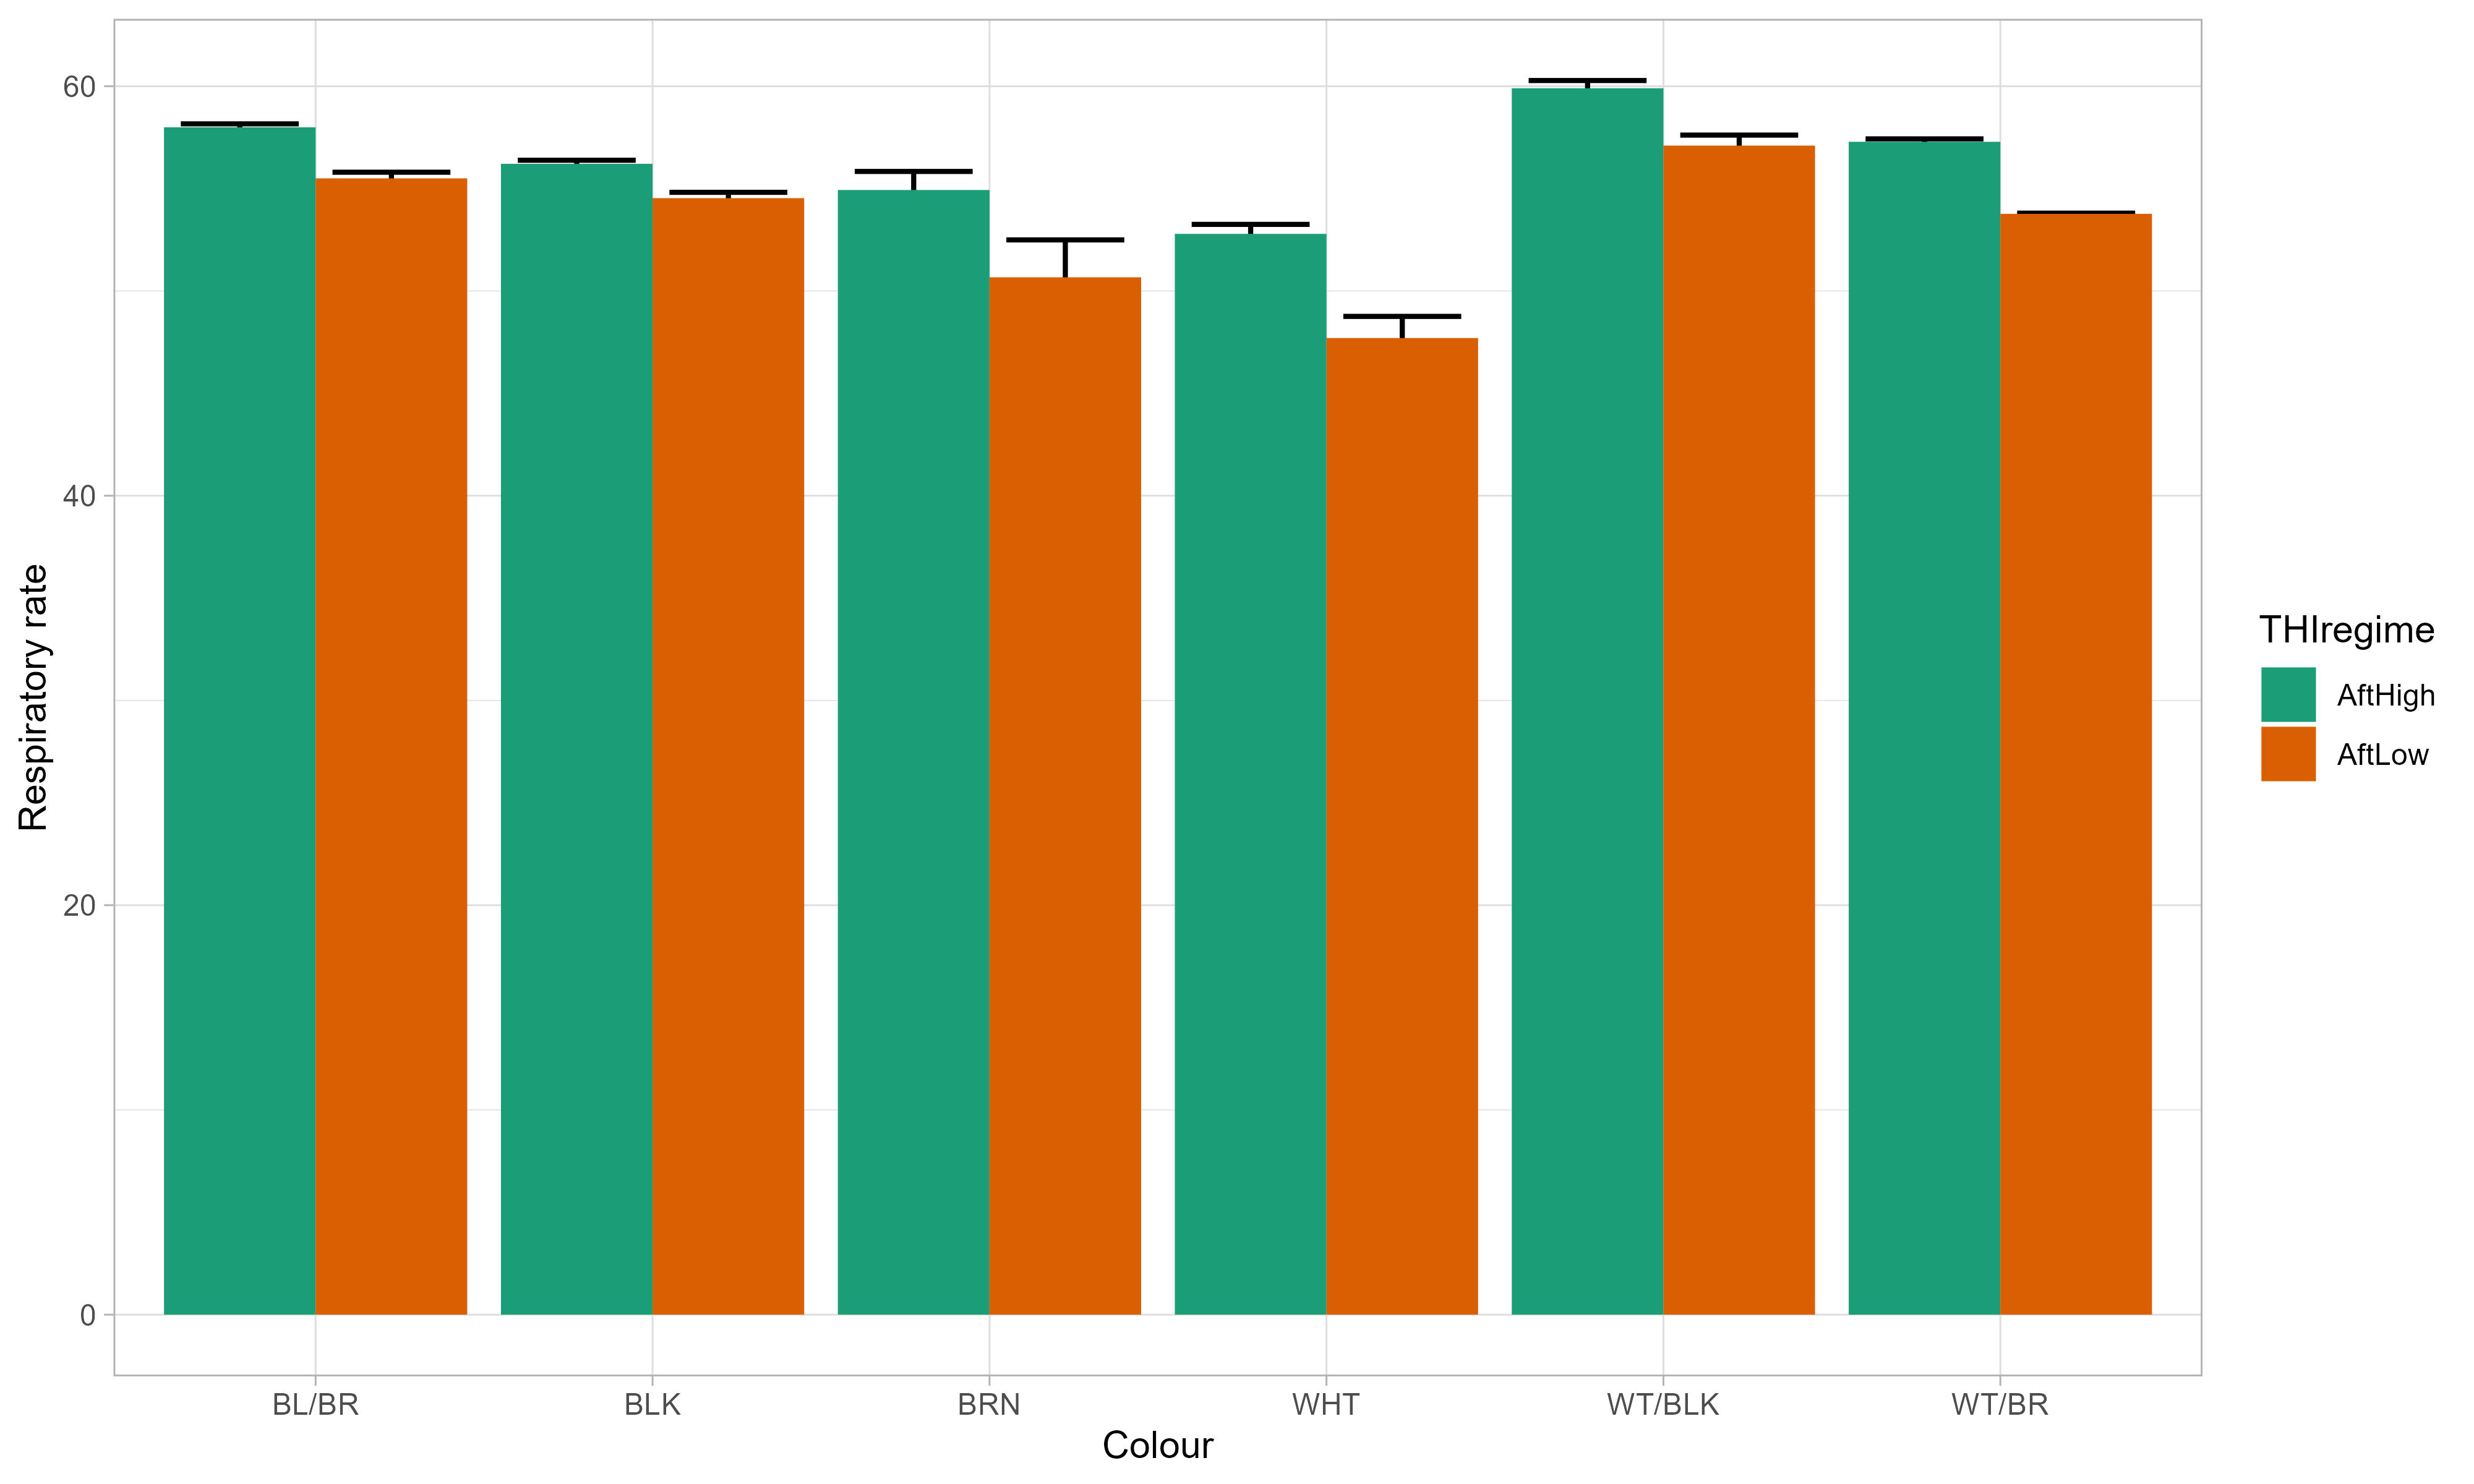 60
40
20
0
Respiratory rate
BL/BR BLK BRN WHT WT/BLK WT/BR
Colour
THIregime
AftHigh
AftLow